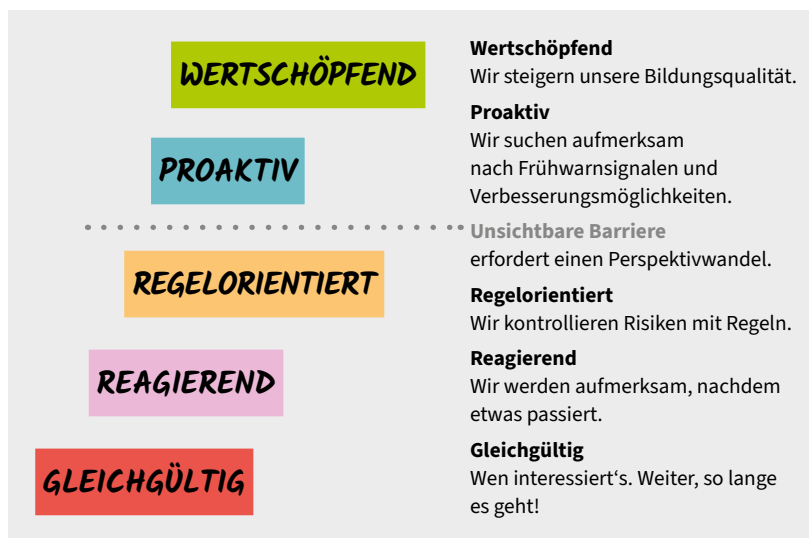 WERTSCHÖPFEND
PROAKTIV
REGELORIENTIERT
REAGIEREND
GLEICHGÜLTIG
Wertschöpfend
Wir steigern unsere Bildungsqualität.
Proaktiv
Wir suchen aufmerksam
nach Frühwarnsignalen und
Verbesserungsmöglichkeiten.
Unsichtbare Barriere
erfordert einen Perspektivwandel.
Regelorientiert
Wir kontrollieren Risiken mit Regeln.
Reagierend
Wir werden aufmerksam, nachdem
etwas passiert.
Gleichgültig
Wen interessiert‘s. Weiter, so lange
es geht!